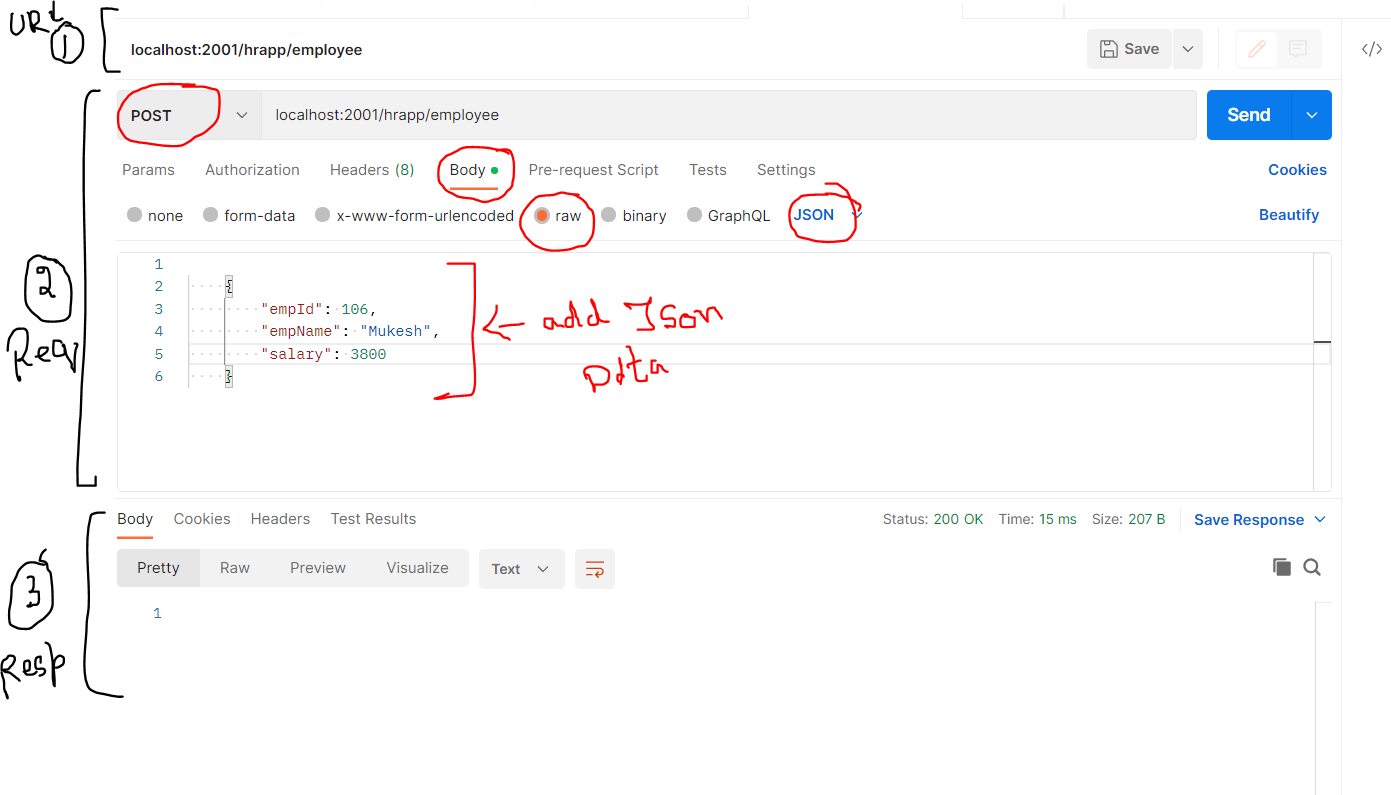 URL
1
localhost:2001/hrapp/employee
Save
</>
POST
localhost:2001/hrapp/employee
Send
Params Authorization Headers (8) Body Pre-request Script Tests Settings Cookies
none form-data x-www-form-urlencoded raw binary GraphQL JSON Beautify
2
Req
1
2 {
3 "empId": 106,
4 "empName": "Mukesh",
5 "salary": 3800
6 }
add Json
Data
Body Cookies Headers Test Results Status: 200 OK Time: 15 ms Size: 207 B Save Response
3
Resp
Pretty Raw Preview Visualize Text
1